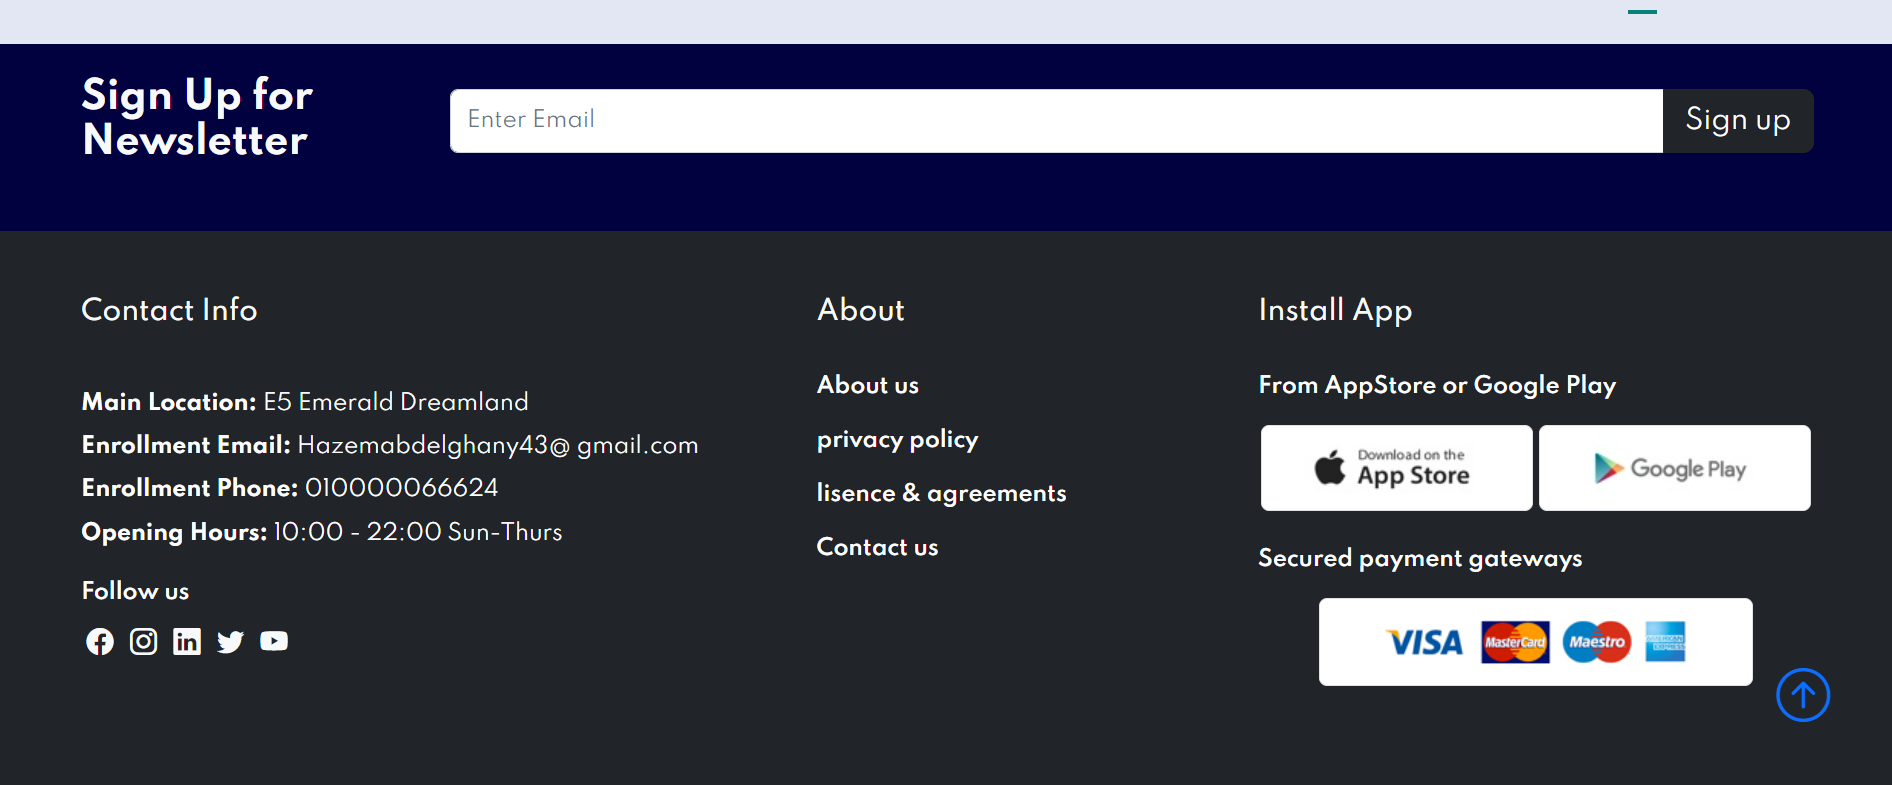 Sign Up for
Newsletter
Enter Email
Sign up
Contact Info
Main Location: E5 Emerald Dreamland
Enrollment Email: Hazemabdelghany43@ gmail.com
Enrollment Phone: 010000066624
Opening Hours: 10:00 - 22:00 Sun-Thurs
Follow us
About
About us
privacy policy
lisence & agreements
Contact us
Install App
From AppStore or Google Play
Download on the
App Store
Google Play
Secured payment gateways
VISA MasterCard Maestro AMERICAN
EXPRESS